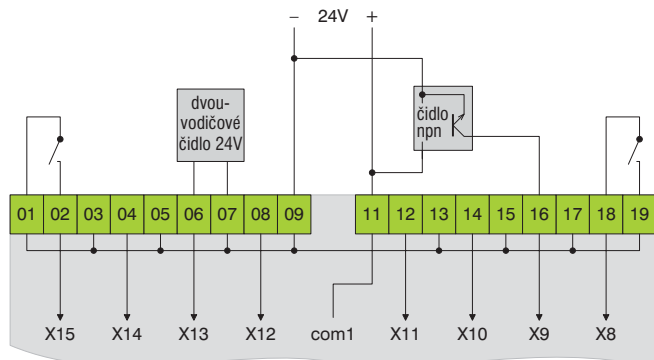 – 24V +
dvou-
vodičové
čidlo 24V
čidlo
npn
01 02 03 04 05 06 07 08 09 11 12 13 14 15 16 17 18 19
X15 X14 X13 X12 com1 X11 X10 X9 X8